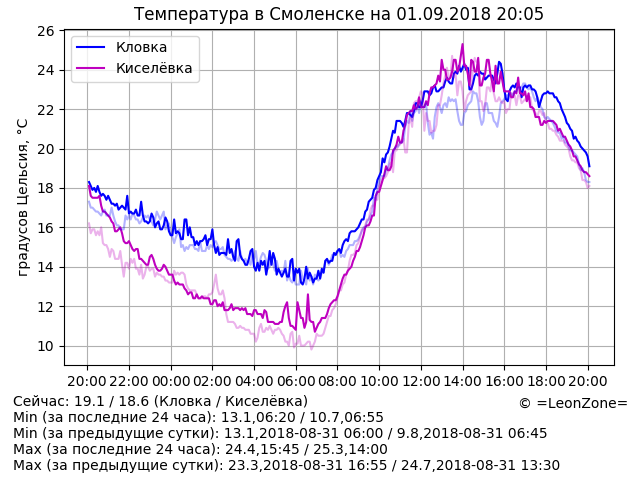 Температура в Смоленске на 01.09.2018 20:05
градусов Цельсия, °C
26
24
22
20
18
16
14
12
10
Кловка
Киселёвка
20:00 22:00 00:00 02:00 04:00 06:00 08:00 10:00 12:00 14:00 16:00 18:00 20:00
Сейчас: 19.1 / 18.6 (Кловка / Киселёвка)
© =LeonZone=
Min (за последние 24 часа): 13.1,06:20 / 10.7,06:55
Min (за предыдущие сутки): 13.1,2018-08-31 06:00 / 9.8,2018-08-31 06:45
Max (за последние 24 часа): 24.4,15:45 / 25.3,14:00
Max (за предыдущие сутки): 23.3,2018-08-31 16:55 / 24.7,2018-08-31 13:30